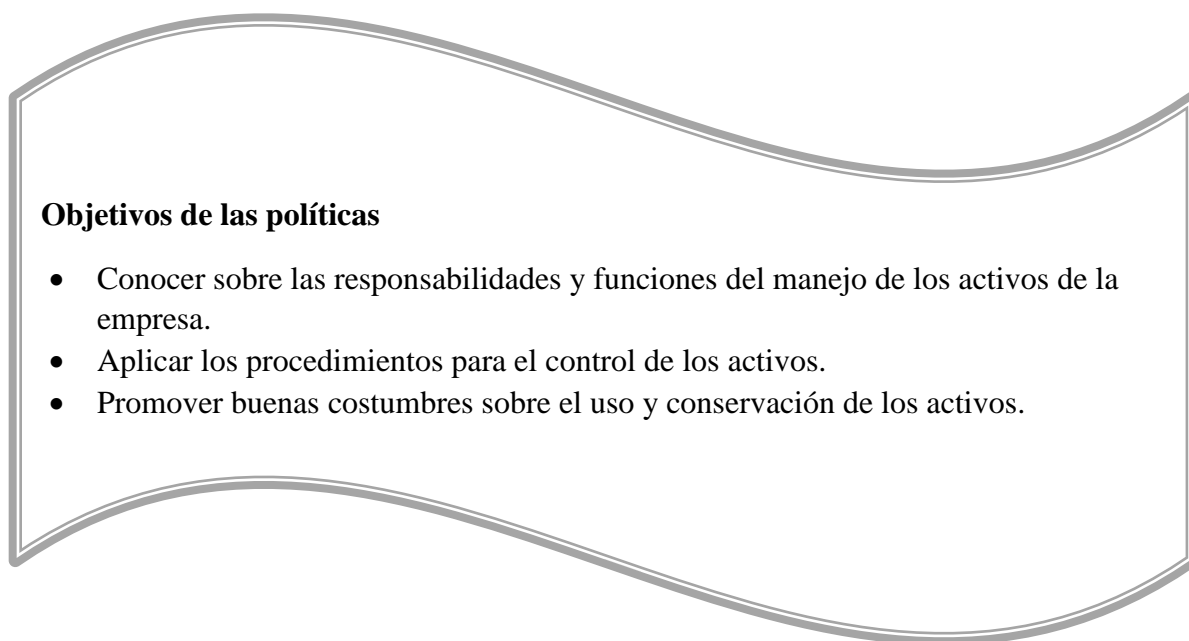 Objetivos de las políticas
• Conocer sobre las responsabilidades y funciones del manejo de los activos de la
empresa.
• Aplicar los procedimientos para el control de los activos.
• Promover buenas costumbres sobre el uso y conservación de los activos.